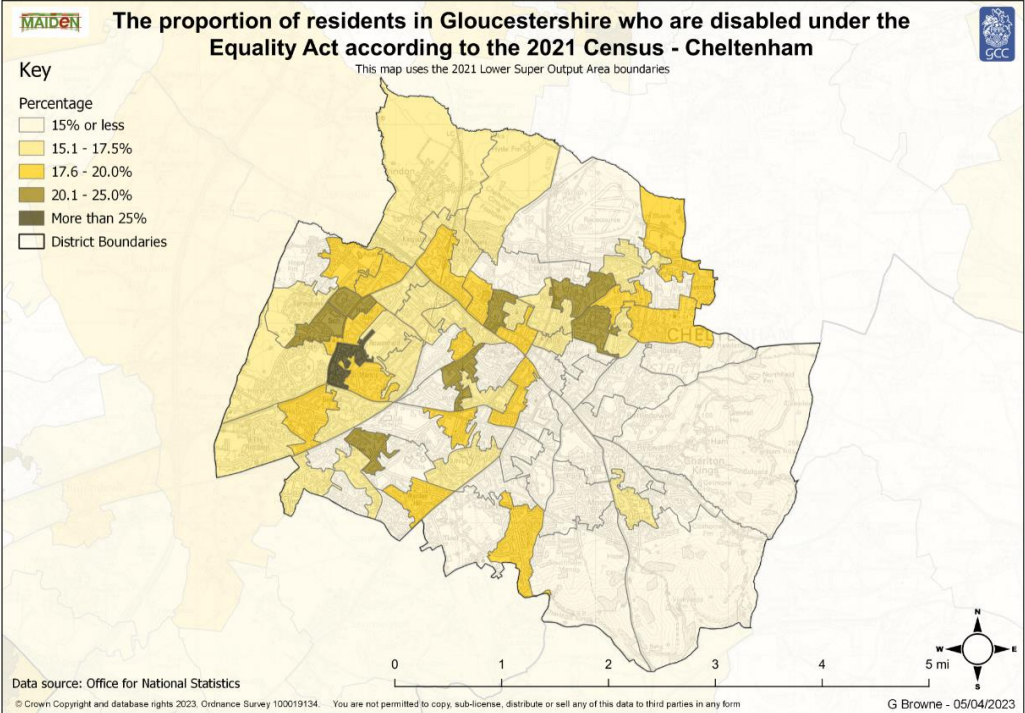 MAIDEN
The proportion of residents in Gloucestershire who are disabled under the
Equality Act according to the 2021 Census - Cheltenham
This map uses the 2021 Lower Super Output Area boundaries
GCC
Key
Percentage
15% or less
15.1 - 17.5%
17.6 - 20.0%
20.1 - 25.0%
More than 25%
District Boundaries
CHEL
N
W E
S
0 1 2 3 4 5 mi
Data source: Office for National Statistics
© Crown Copyright and database rights 2023. Ordnance Survey 100019134. You are not permitted to copy, sub-license, distribute or sell any of this data to third parties in any form
G Browne - 05/04/2023